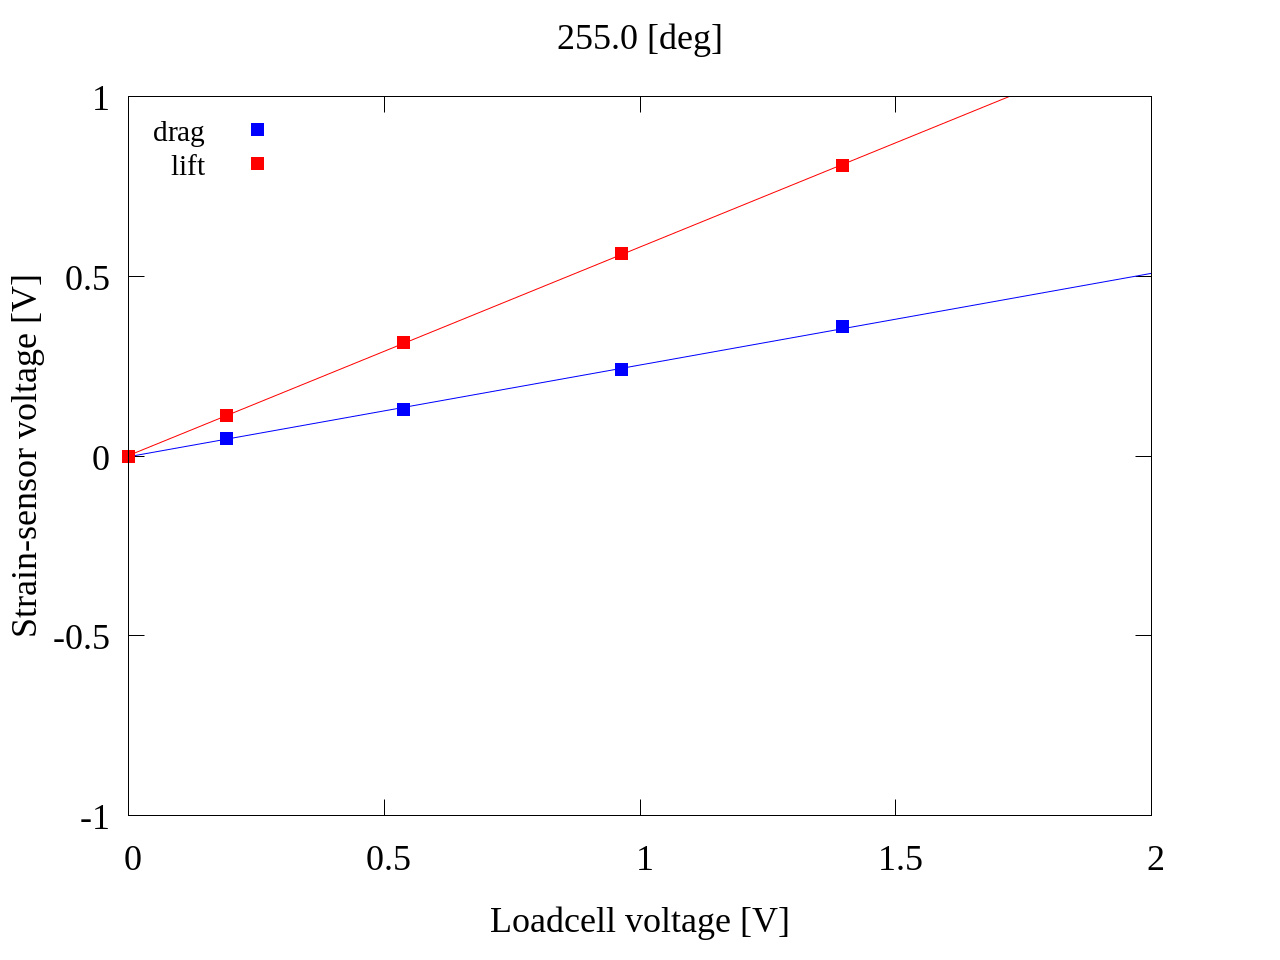 255.0 [deg]
drag
lift
1
0.5
0
-0.5
-1
Strain-sensor voltage [V]
0 0.5 1 1.5 2
Loadcell voltage [V]